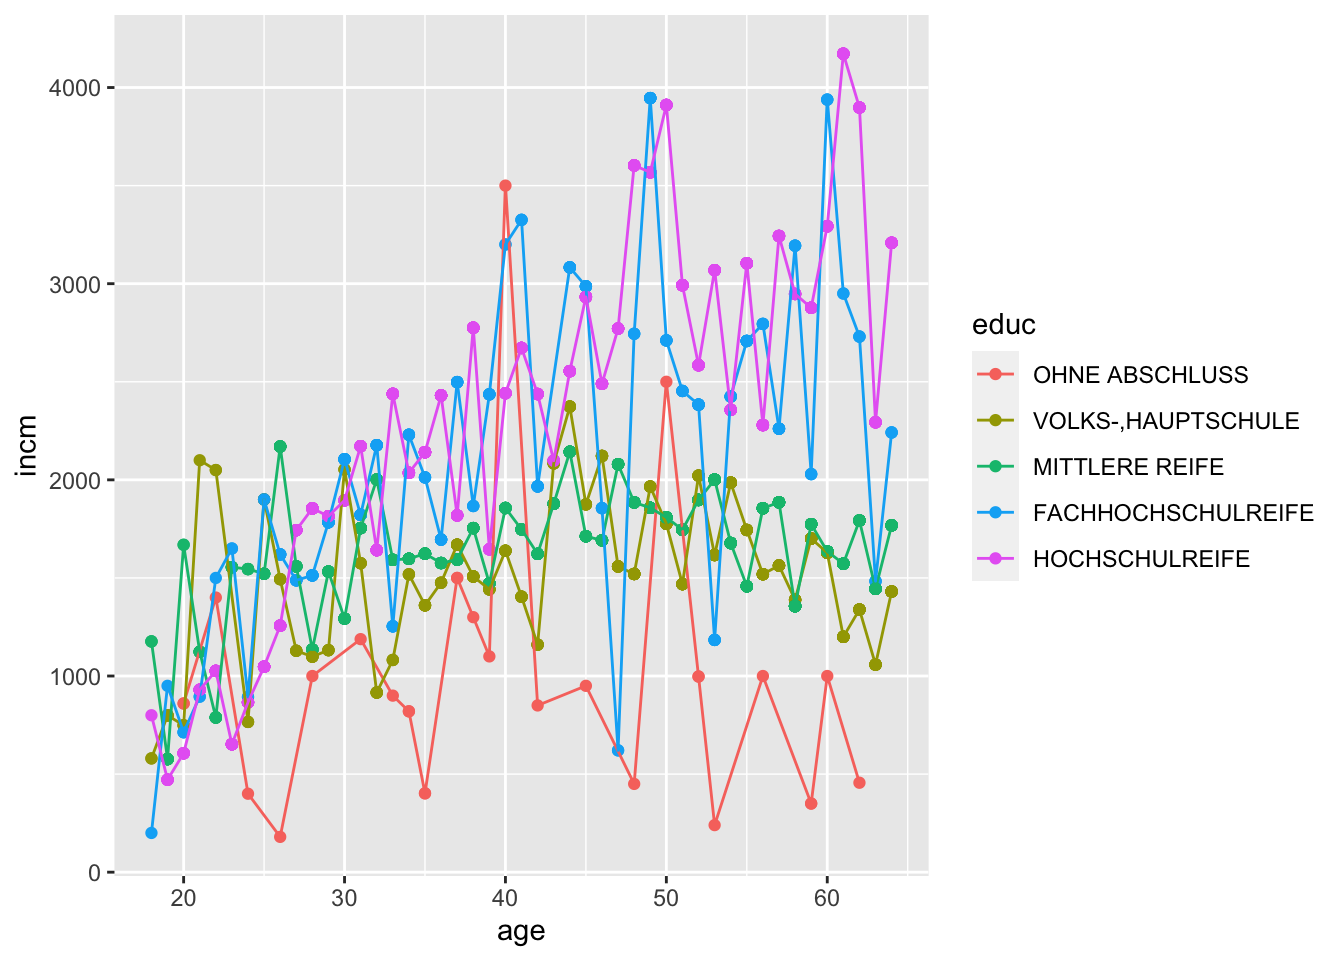 4000
3000
2000
1000
0
incm
20 30 40 50 60
age
educ
OHNE ABSCHLUSS
VOLKS-,HAUPTSCHULE
MITTLERE REIFE
FACHHOCHSCHULREIFE
HOCHSCHULREIFE